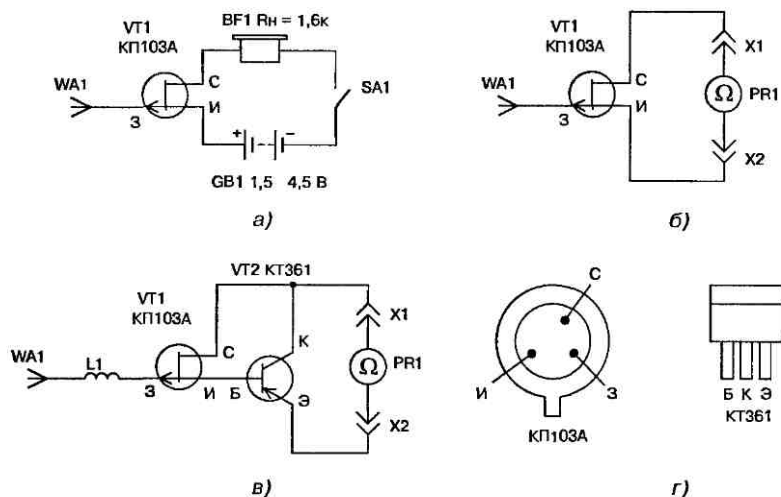 VT1
КП103А
BF1 Rн = 1,6к
WA1
С
И
З
SA1
+
−
GB1 1,5 4,5 В
а)
VT1
КП103А
WA1
С
И
З
X1
Ω
PR1
X2
б)
VT2 КТ361
VT1
КП103А
WA1
L1
З
С
И
Б
К
Э
X1
Ω
PR1
X2
в)
С
И
З
КП103А
Б К Э
КТ361
г)